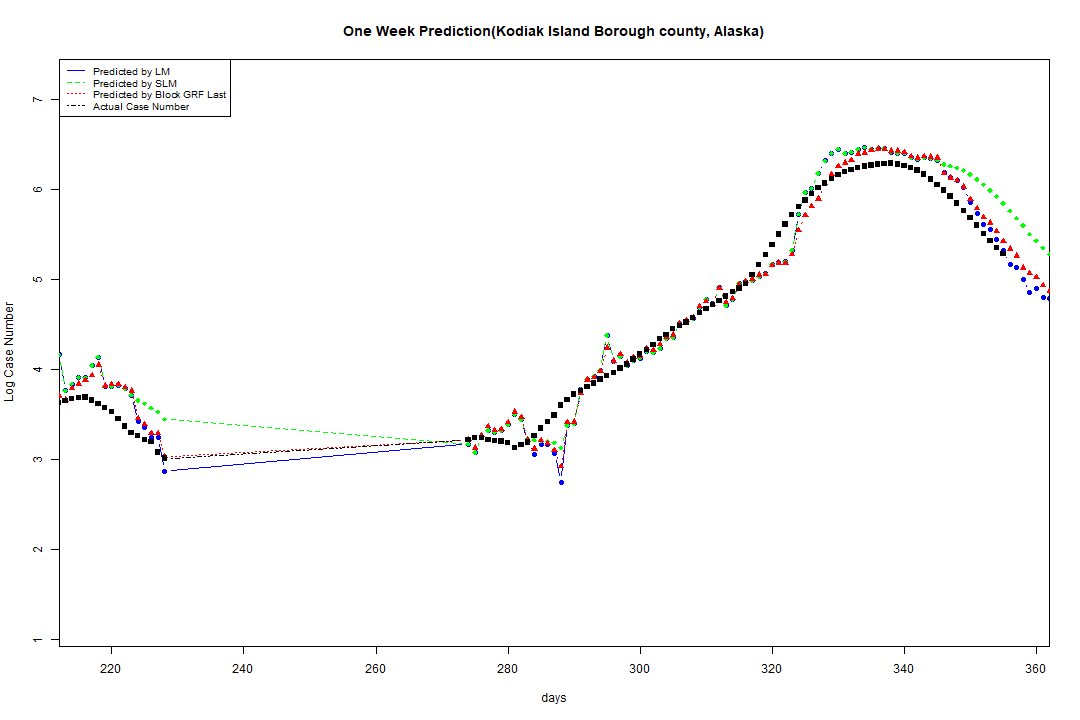 One Week Prediction(Kodiak Island Borough county, Alaska)
Predicted by LM
Predicted by SLM
Predicted by Block GRF Last
Actual Case Number
Log Case Number
7
6
5
4
3
2
1
220 240 260 280 300 320 340 360
days